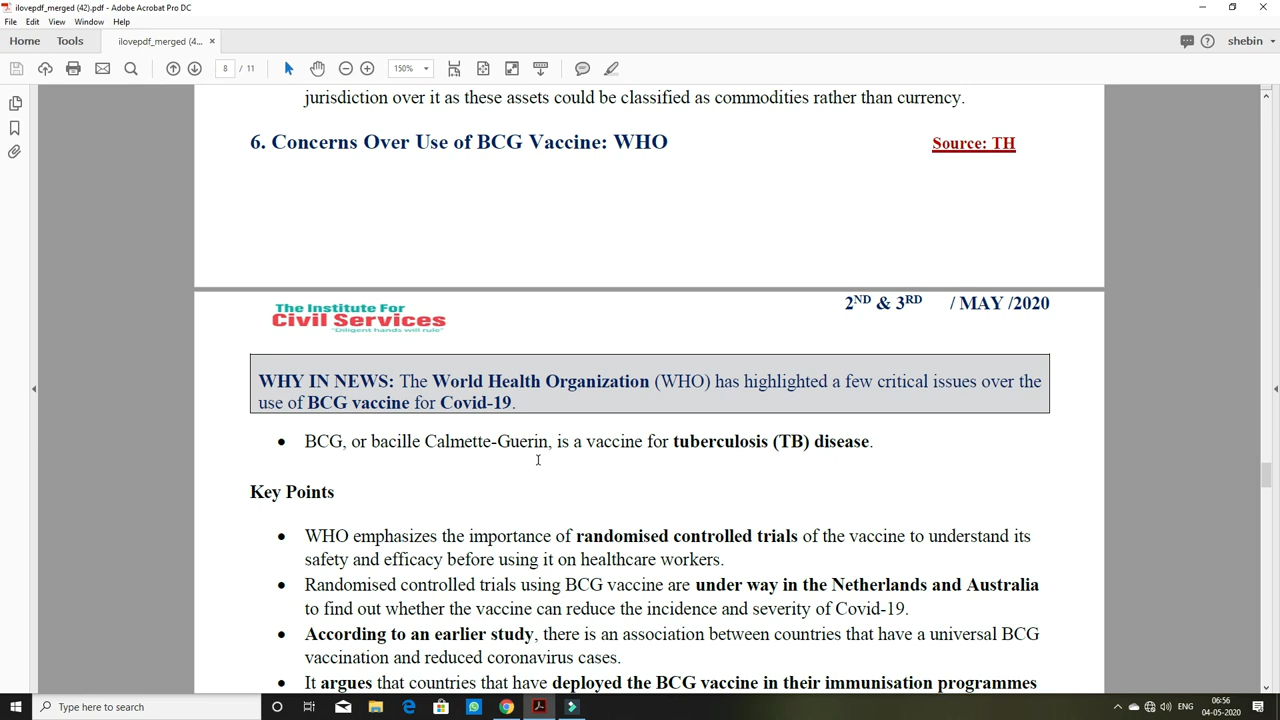 ilovepdf_merged (42).pdf - Adobe Acrobat Pro DC
File Edit View Window Help
Home Tools ilovepdf_merged (4... × shebin
8 / 11 150%
jurisdiction over it as these assets could be classified as commodities rather than currency.
6. Concerns Over Use of BCG Vaccine: WHO Source: TH
The Institute For
Civil Services
"Diligent hands will rule"
2ND & 3RD / MAY /2020
WHY IN NEWS: The World Health Organization (WHO) has highlighted a few critical issues over the
use of BCG vaccine for Covid-19.
• BCG, or bacille Calmette-Guerin, is a vaccine for tuberculosis (TB) disease.
Key Points
• WHO emphasizes the importance of randomised controlled trials of the vaccine to understand its
safety and efficacy before using it on healthcare workers.
• Randomised controlled trials using BCG vaccine are under way in the Netherlands and Australia
to find out whether the vaccine can reduce the incidence and severity of Covid-19.
• According to an earlier study, there is an association between countries that have a universal BCG
vaccination and reduced coronavirus cases.
• It argues that countries that have deployed the BCG vaccine in their immunisation programmes
Type here to search
ENG
06:56
04-05-2020